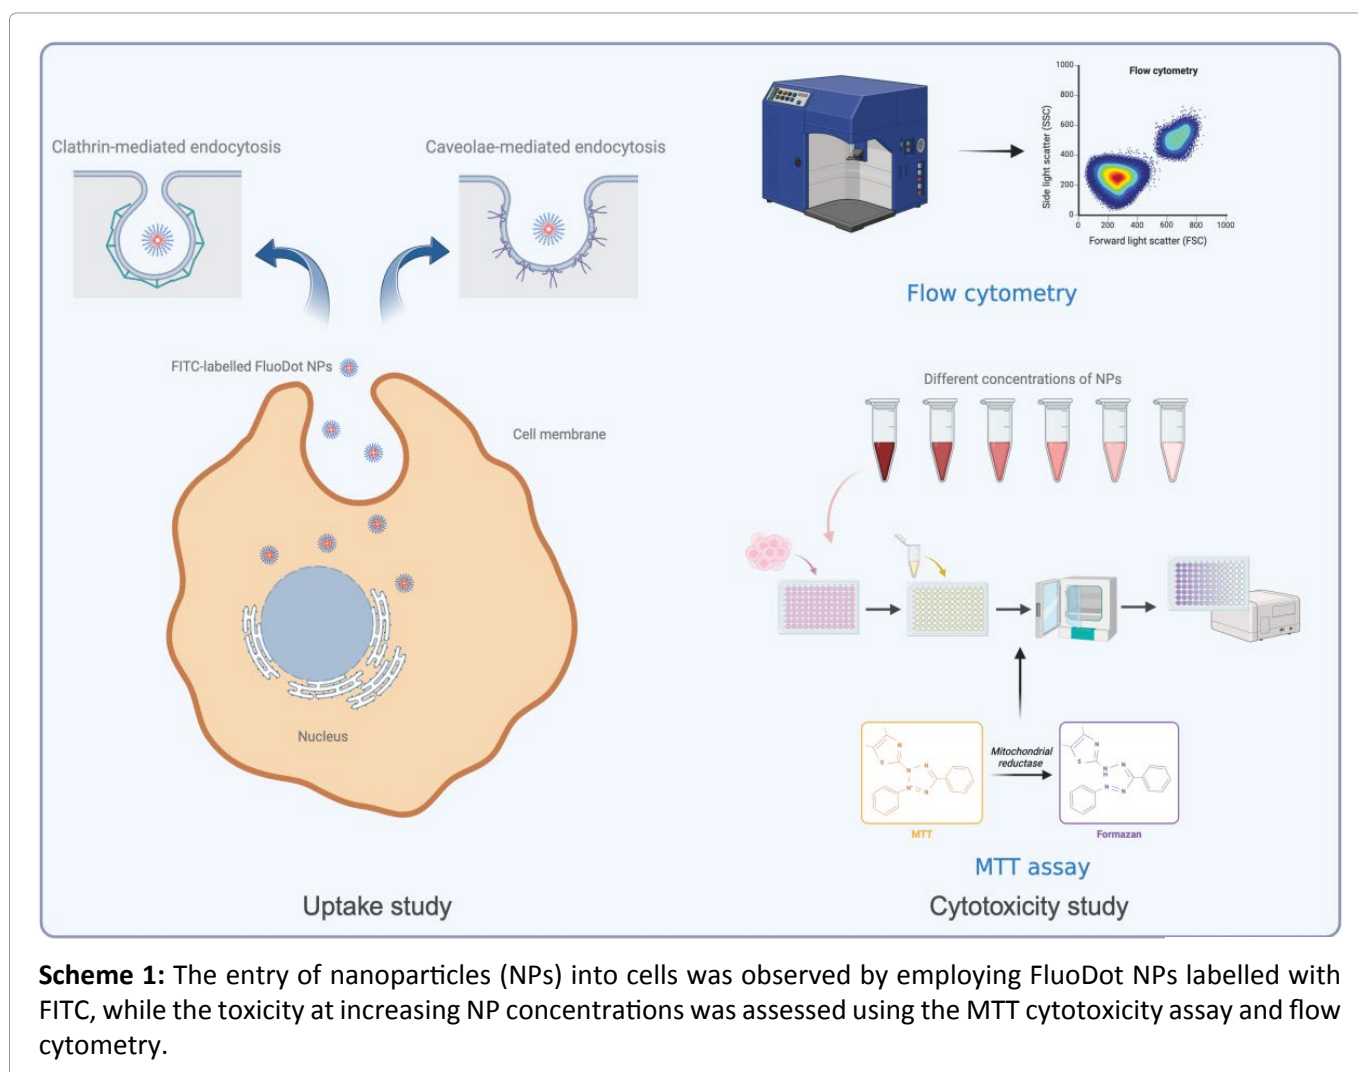 Clathrin-mediated endocytosis
Caveolae-mediated endocytosis
FITC-labelled FluoDot NPs
Cell membrane
Nucleus
Uptake study
Flow cytometry
Side light scatter (SSC)
1000
800
600
400
200
0
0 200 400 600 800 1000
Forward light scatter (FSC)
Flow cytometry
Different concentrations of NPs
S
N
N
N
N+
N
MTT
Mitochondrial
reductase
S
N
N
H
N
N
N
Formazan
MTT assay
Cytotoxicity study
Scheme 1: The entry of nanoparticles (NPs) into cells was observed by employing FluoDot NPs labelled with
FITC, while the toxicity at increasing NP concentrations was assessed using the MTT cytotoxicity assay and flow
cytometry.